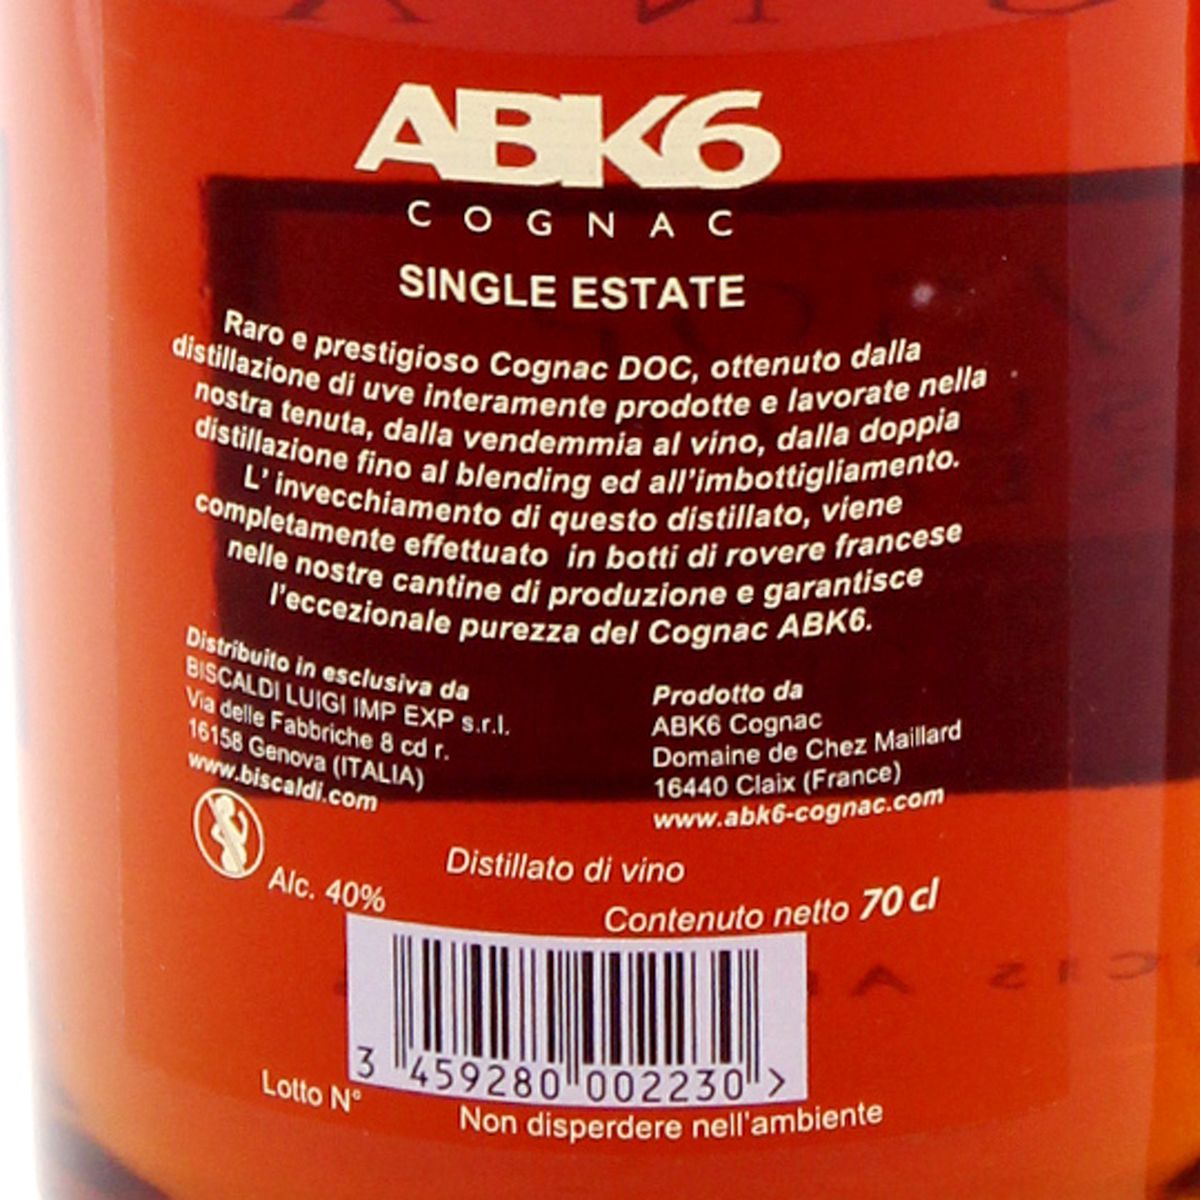 ABK6
COGNAC
SINGLE ESTATE
Raro e prestigioso Cognac DOC, ottenuto dalla
distillazione di uve interamente prodotte e lavorate nella
nostra tenuta, dalla vendemmia al vino, dalla doppia
distillazione fino al blending ed all'imbottigliamento.
L' invecchiamento di questo distillato, viene
completamente effettuato in botti di rovere francese
nelle nostre cantine di produzione e garantisce
l'eccezionale purezza del Cognac ABK6.
Distribuito in esclusiva da
BISCALDI LUIGI IMP EXP s.r.l.
Via delle Fabbriche 8 cd r.
16158 Genova (ITALIA)
www.biscaldi.com
Prodotto da
ABK6 Cognac
Domaine de Chez Maillard
16440 Claix (France)
www.abk6-cognac.com
Distillato di vino
Alc. 40%
Contenuto netto 70 cl
3 459280 002230 >
Lotto N°
Non disperdere nell'ambiente